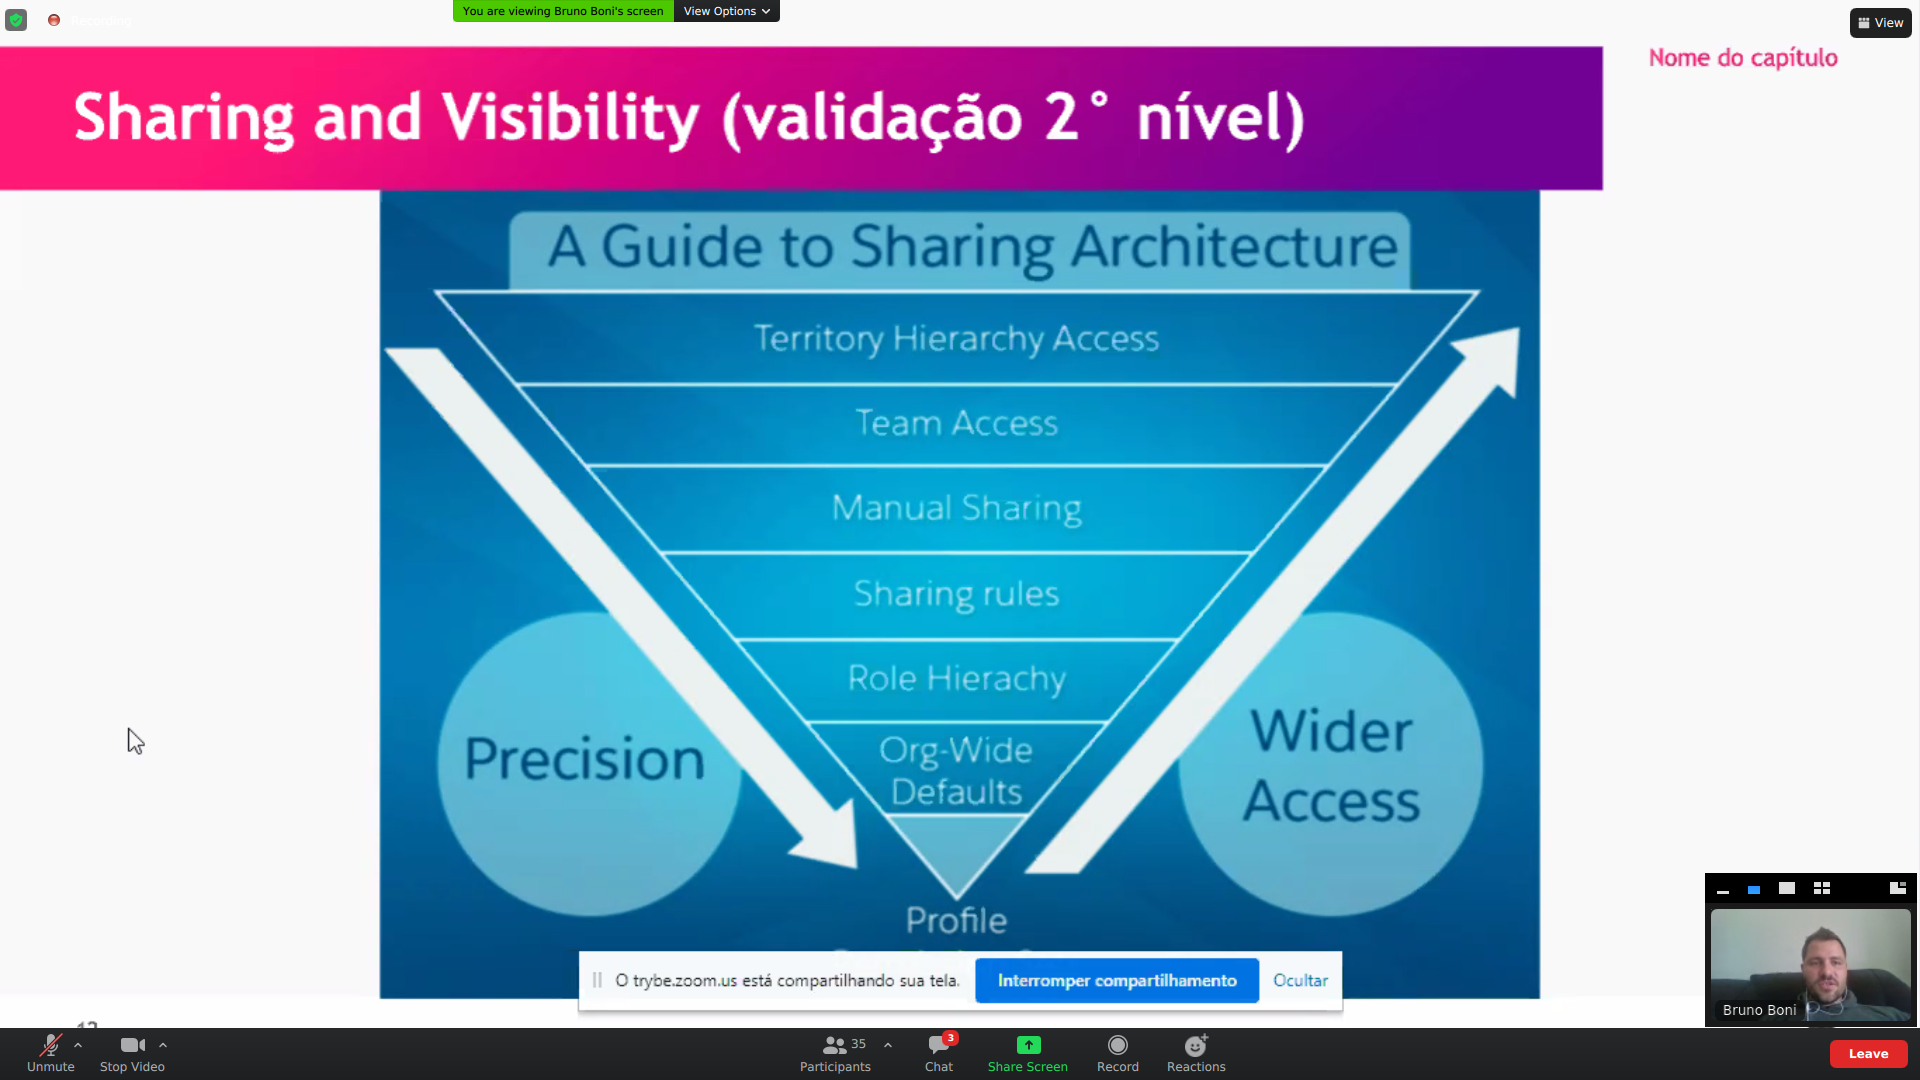 You are viewing Bruno Boni's screen View Options
View
Nome do capítulo
Sharing and Visibility (validação 2° nível)
A Guide to Sharing Architecture
Territory Hierarchy Access
Team Access
Manual Sharing
Sharing rules
Role Hierachy
Org-Wide
Defaults
Precision
Wider
Access
Profile
O trybe.zoom.us está compartilhando sua tela. Interromper compartilhamento Ocultar
Bruno Boni
Unmute Stop Video
35 Participants
3 Chat
Share Screen Record Reactions
Leave